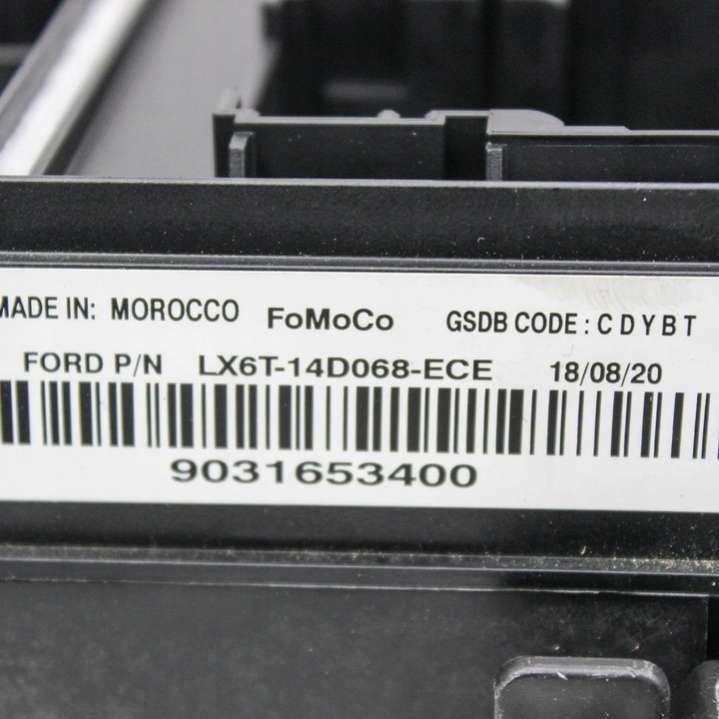 MADE IN: MOROCCO FoMoCo GSDB CODE : C D Y B T
FORD P/N LX6T-14D068-ECE 18/08/20
9031653400